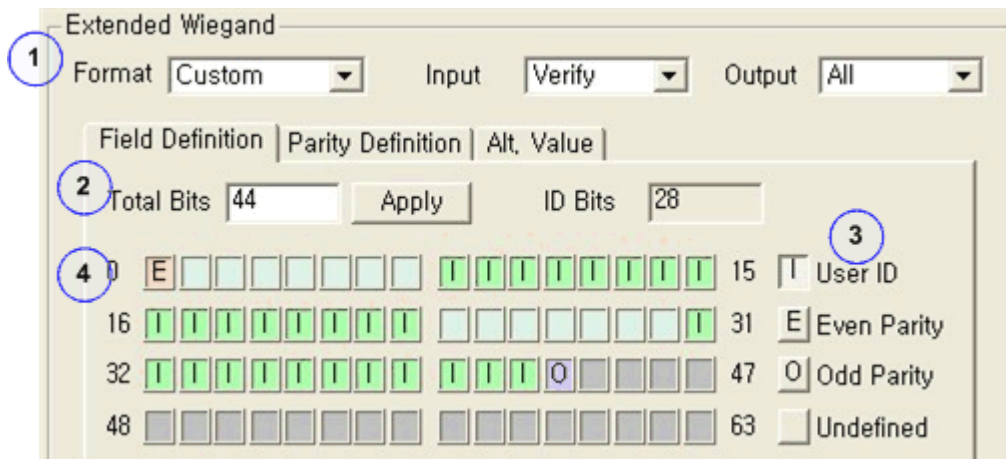 Extended Wiegand
1
Format Custom Input Verify Output All
Field Definition Parity Definition Alt. Value
2
Total Bits 44 Apply ID Bits 28
3
4 0 E I I I I I I I I 15 I User ID
16 I I I I I I I I I 31 E Even Parity
32 I I I I I I I I I I I O 47 O Odd Parity
48 63 Undefined